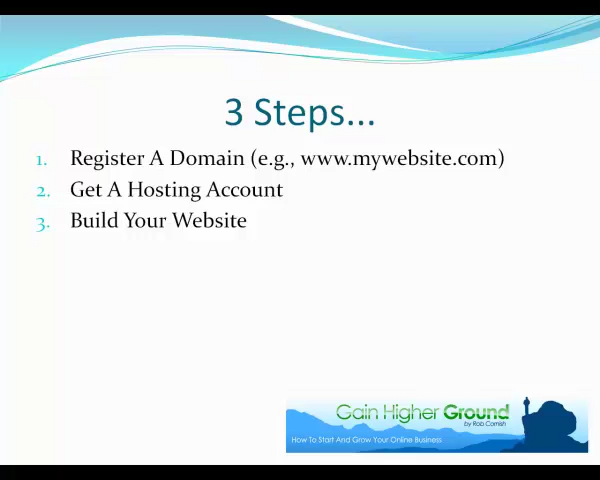 3 Steps...
1. Register A Domain (e.g., www.mywebsite.com)
2. Get A Hosting Account
3. Build Your Website
Gain Higher Ground
by Rob Cornish
How To Start And Grow Your Online Business